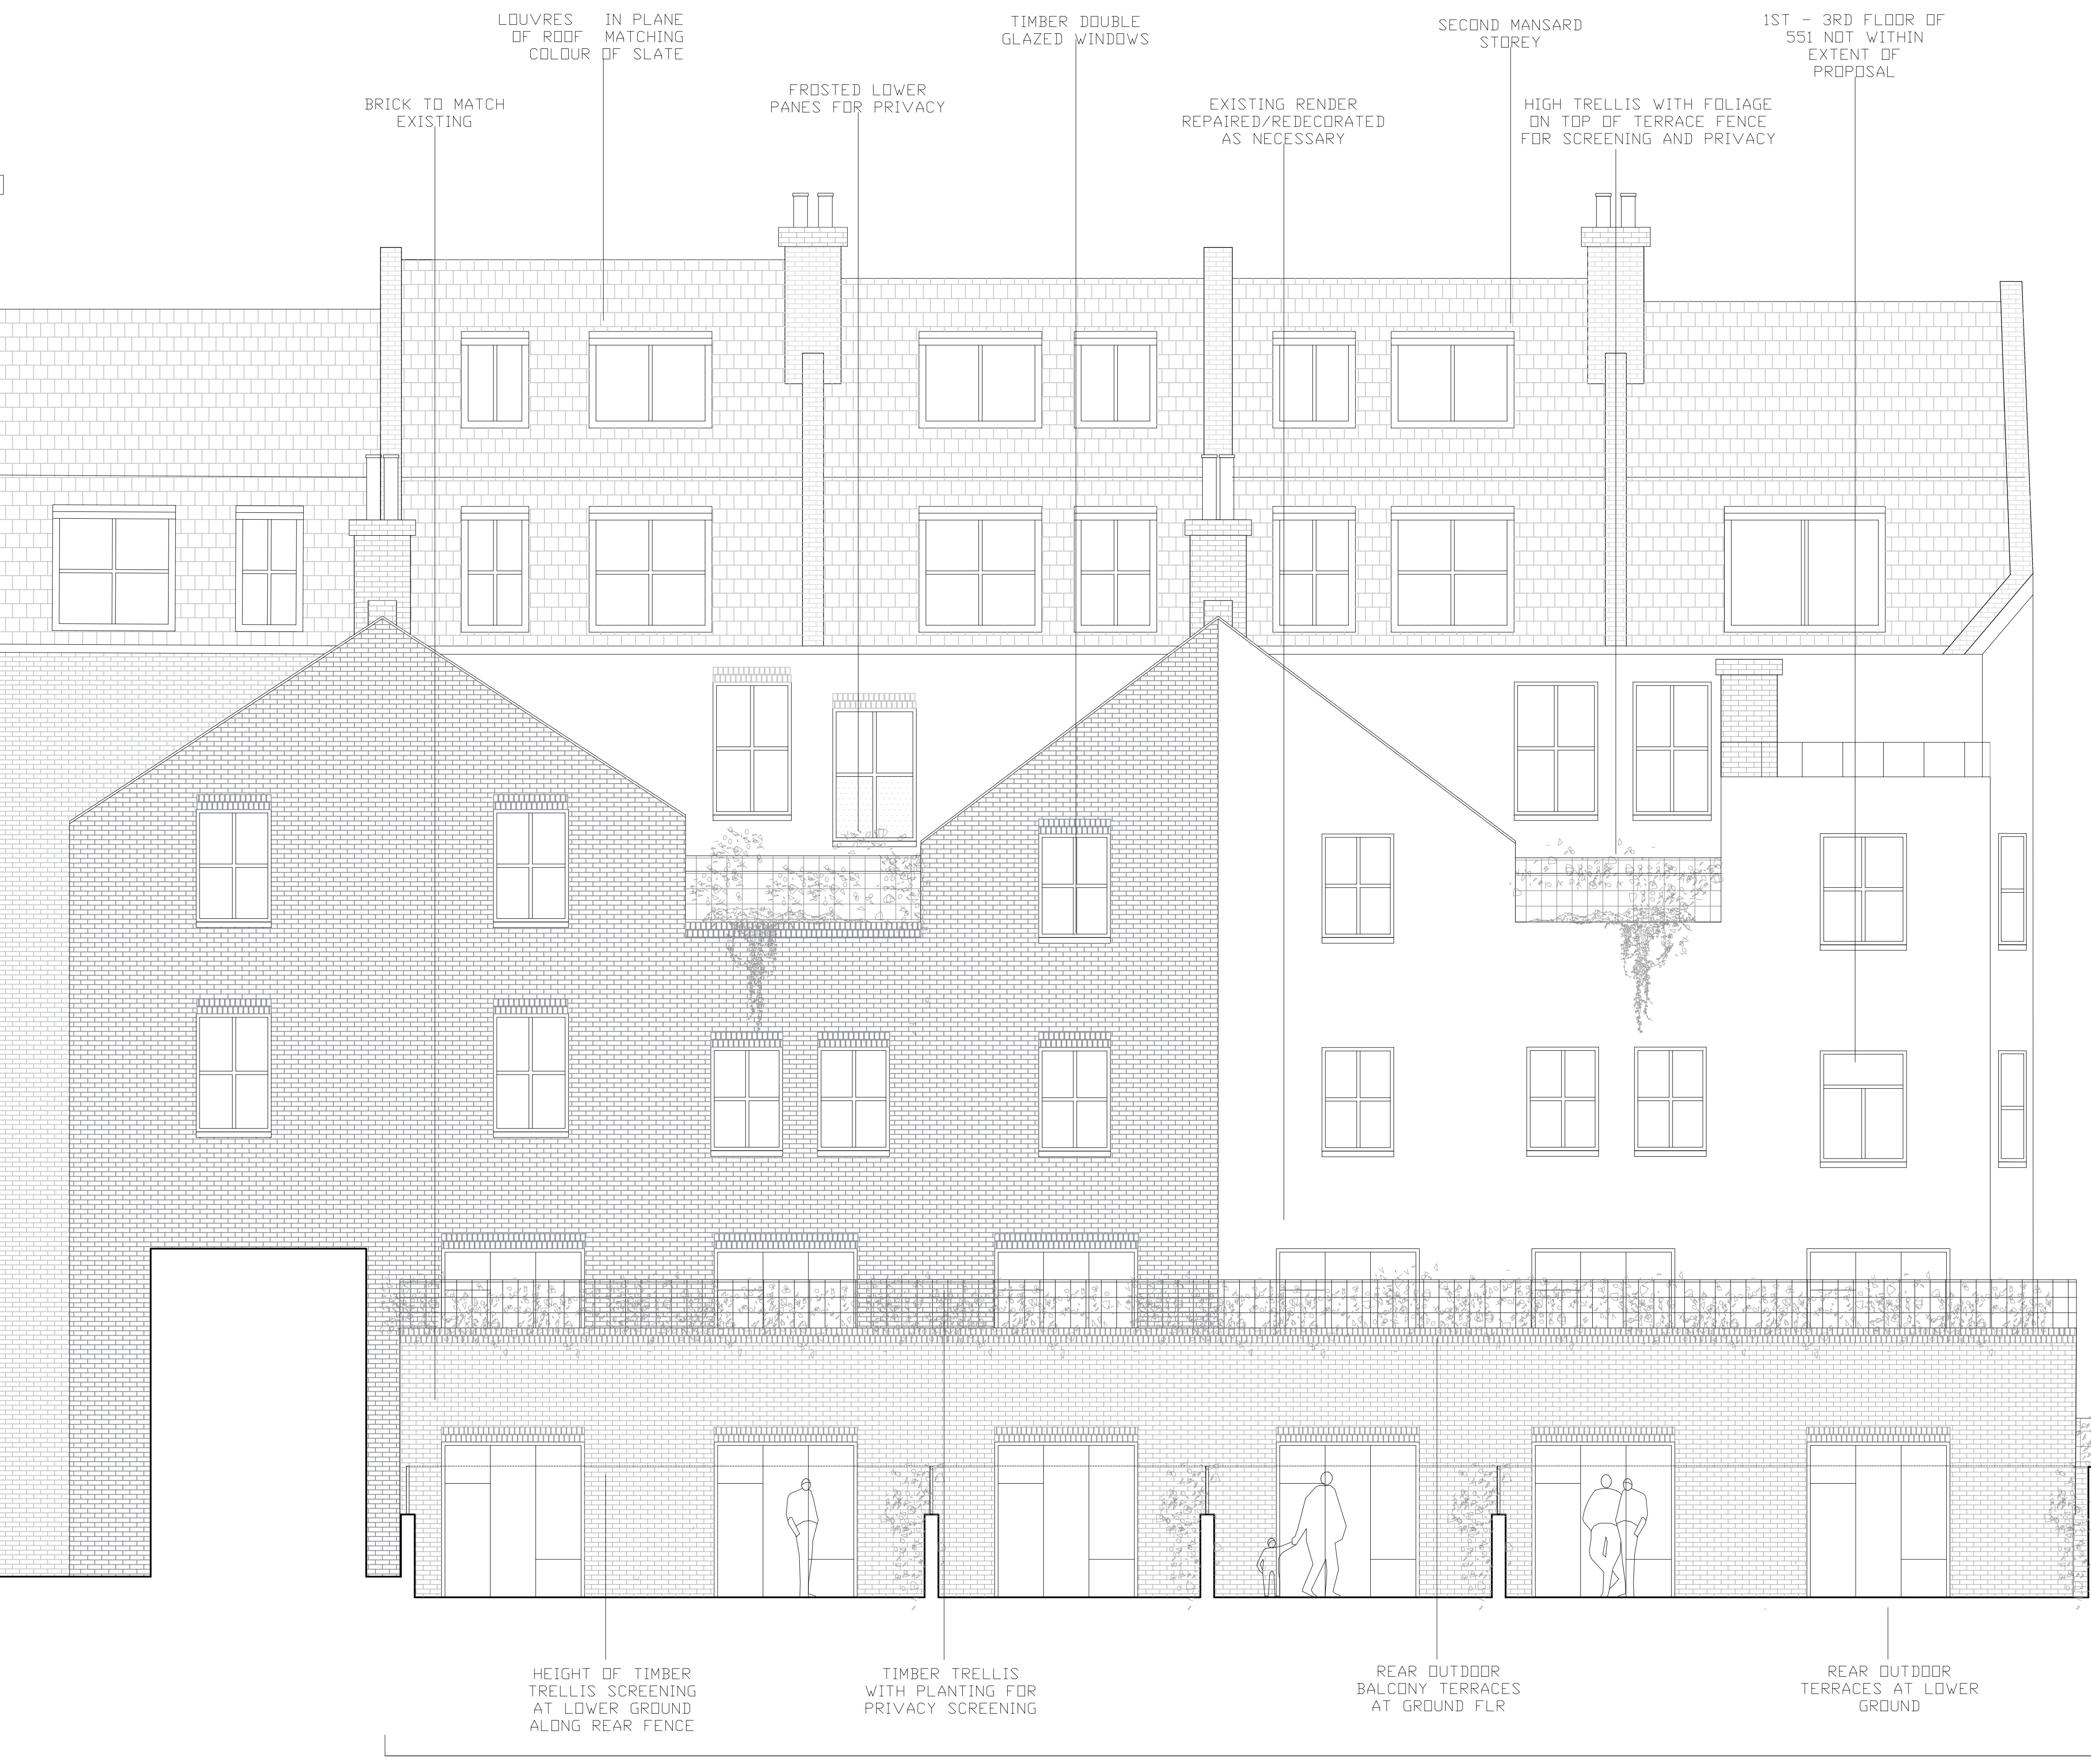 LOUVRES IN PLANE
OF ROOF MATCHING
COLOUR OF SLATE
TIMBER DOUBLE
GLAZED WINDOWS
SECOND MANSARD
STOREY
1ST - 3RD FLOOR OF
551 NOT WITHIN
EXTENT OF
PROPOSAL
BRICK TO MATCH
EXISTING
FROSTED LOWER
PANES FOR PRIVACY
EXISTING RENDER
REPAIRED/REDECORATED
AS NECESSARY
HIGH TRELLIS WITH FOLIAGE
ON TOP OF TERRACE FENCE
FOR SCREENING AND PRIVACY
HEIGHT OF TIMBER
TRELLIS SCREENING
AT LOWER GROUND
ALONG REAR FENCE
TIMBER TRELLIS
WITH PLANTING FOR
PRIVACY SCREENING
REAR OUTDOOR
BALCONY TERRACES
AT GROUND FLR
REAR OUTDOOR
TERRACES AT LOWER
GROUND